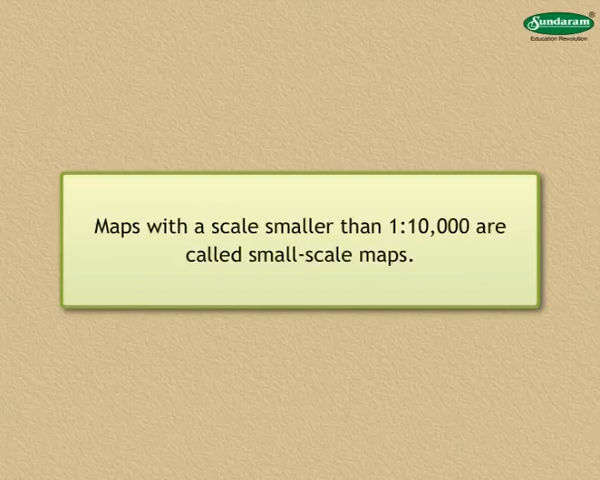 Sundaram®
Education Revolution
Maps with a scale smaller than 1:10,000 are
called small-scale maps.